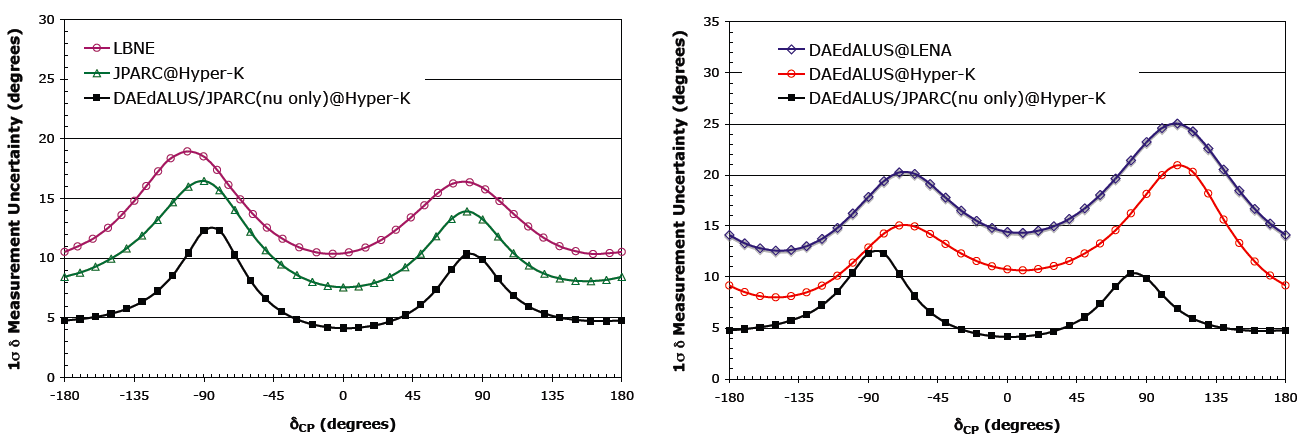 30
25
20
15
10
5
0
1σ δ Measurement Uncertainty (degrees)
LBNE
JPARC@Hyper-K
DAEdALUS/JPARC(nu only)@Hyper-K
-180 -135 -90 -45 0 45 90 135 180
δCP (degrees)
35
30
25
20
15
10
5
0
1σ δ Measurement Uncertainty (degrees)
DAEdALUS@LENA
DAEdALUS@Hyper-K
DAEdALUS/JPARC(nu only)@Hyper-K
-180 -135 -90 -45 0 45 90 135 180
δCP (degrees)